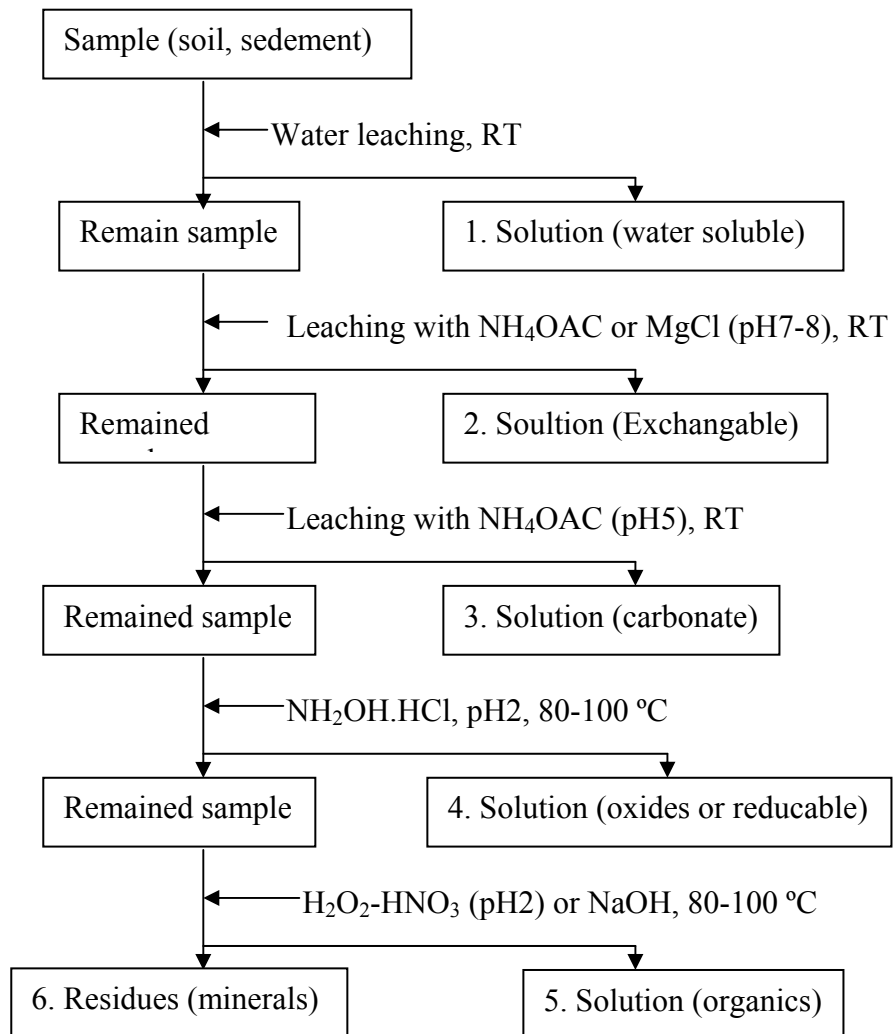 Sample (soil, sedement)
Water leaching, RT
Remain sample
1. Solution (water soluble)
Leaching with NH₄OAC or MgCl (pH7-8), RT
Remained
2. Soultion (Exchangable)
Leaching with NH₄OAC (pH5), RT
Remained sample
3. Solution (carbonate)
NH₂OH.HCl, pH2, 80-100 ºC
Remained sample
4. Solution (oxides or reducable)
H₂O₂-HNO₃ (pH2) or NaOH, 80-100 ºC
6. Residues (minerals)
5. Solution (organics)